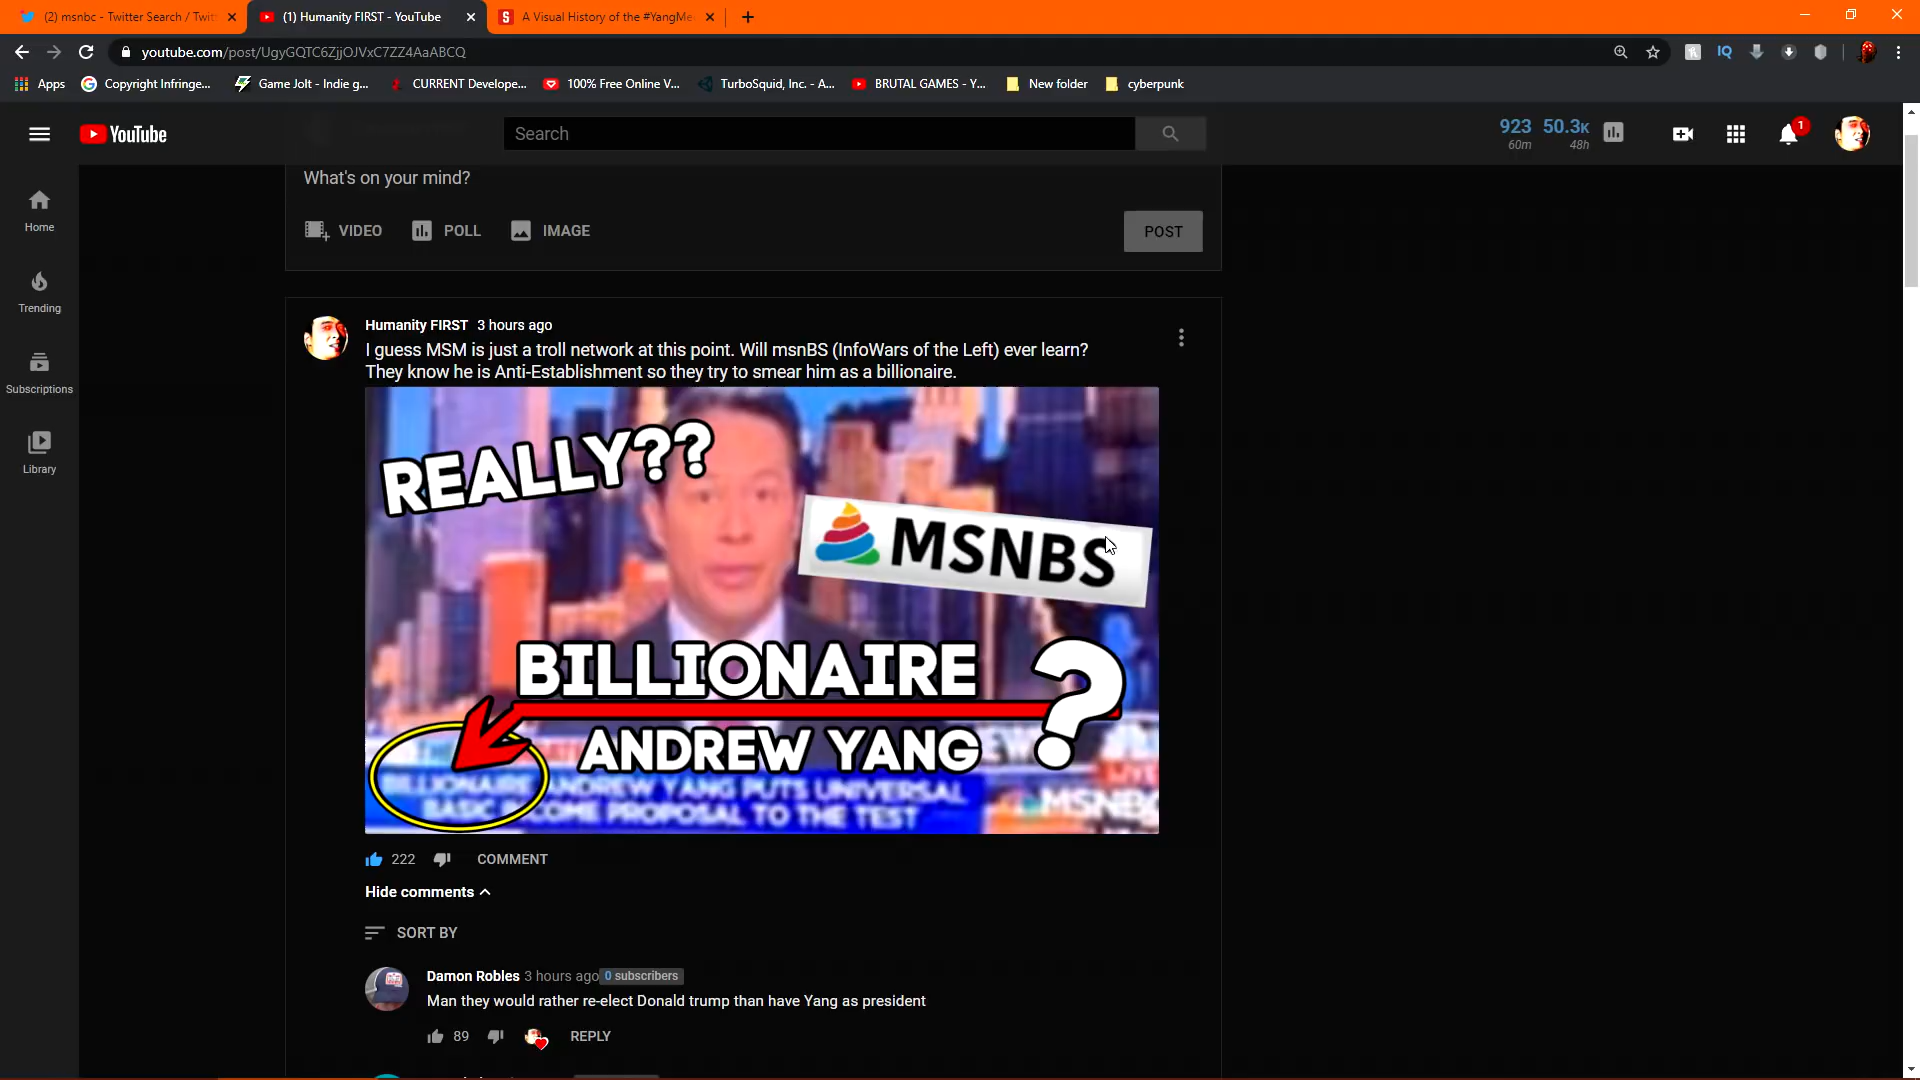 (2) msnbc - Twitter Search / Twit
(1) Humanity FIRST - YouTube
A Visual History of the #YangMe
youtube.com/post/UgyGQTC6ZjjOJVxC7ZZ4AaABCQ
Apps
Copyright Infringe...
Game Jolt - Indie g...
CURRENT Develope...
100% Free Online V...
TurboSquid, Inc. - A...
BRUTAL GAMES - Y...
New folder
cyberpunk
YouTube
Search
923 60m
50.3K 48h
1
Home
Trending
Subscriptions
Library
What's on your mind?
VIDEO
POLL
IMAGE
POST
Humanity FIRST 3 hours ago
I guess MSM is just a troll network at this point. Will msnBS (InfoWars of the Left) ever learn?
They know he is Anti-Establishment so they try to smear him as a billionaire.
REALLY??
MSNBS
BILLIONAIRE ?
ANDREW YANG
LIVE
BILLIONAIRE ANDREW YANG PUTS UNIVERSAL
BASIC INCOME PROPOSAL TO THE TEST
MSNBC
222
COMMENT
Hide comments
SORT BY
Damon Robles 3 hours ago 0 subscribers
Man they would rather re-elect Donald trump than have Yang as president
89
REPLY